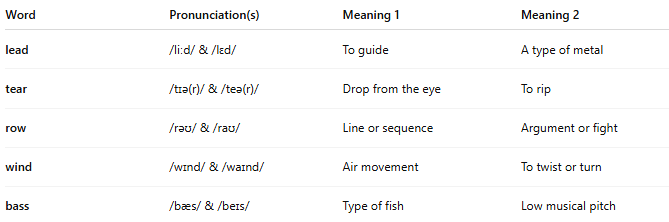 Word Pronunciation(s) Meaning 1 Meaning 2
lead /liːd/ & /lɛd/ To guide A type of metal
tear /tɪə(r)/ & /teə(r)/ Drop from the eye To rip
row /rəʊ/ & /raʊ/ Line or sequence Argument or fight
wind /wɪnd/ & /waɪnd/ Air movement To twist or turn
bass /bæs/ & /beɪs/ Type of fish Low musical pitch